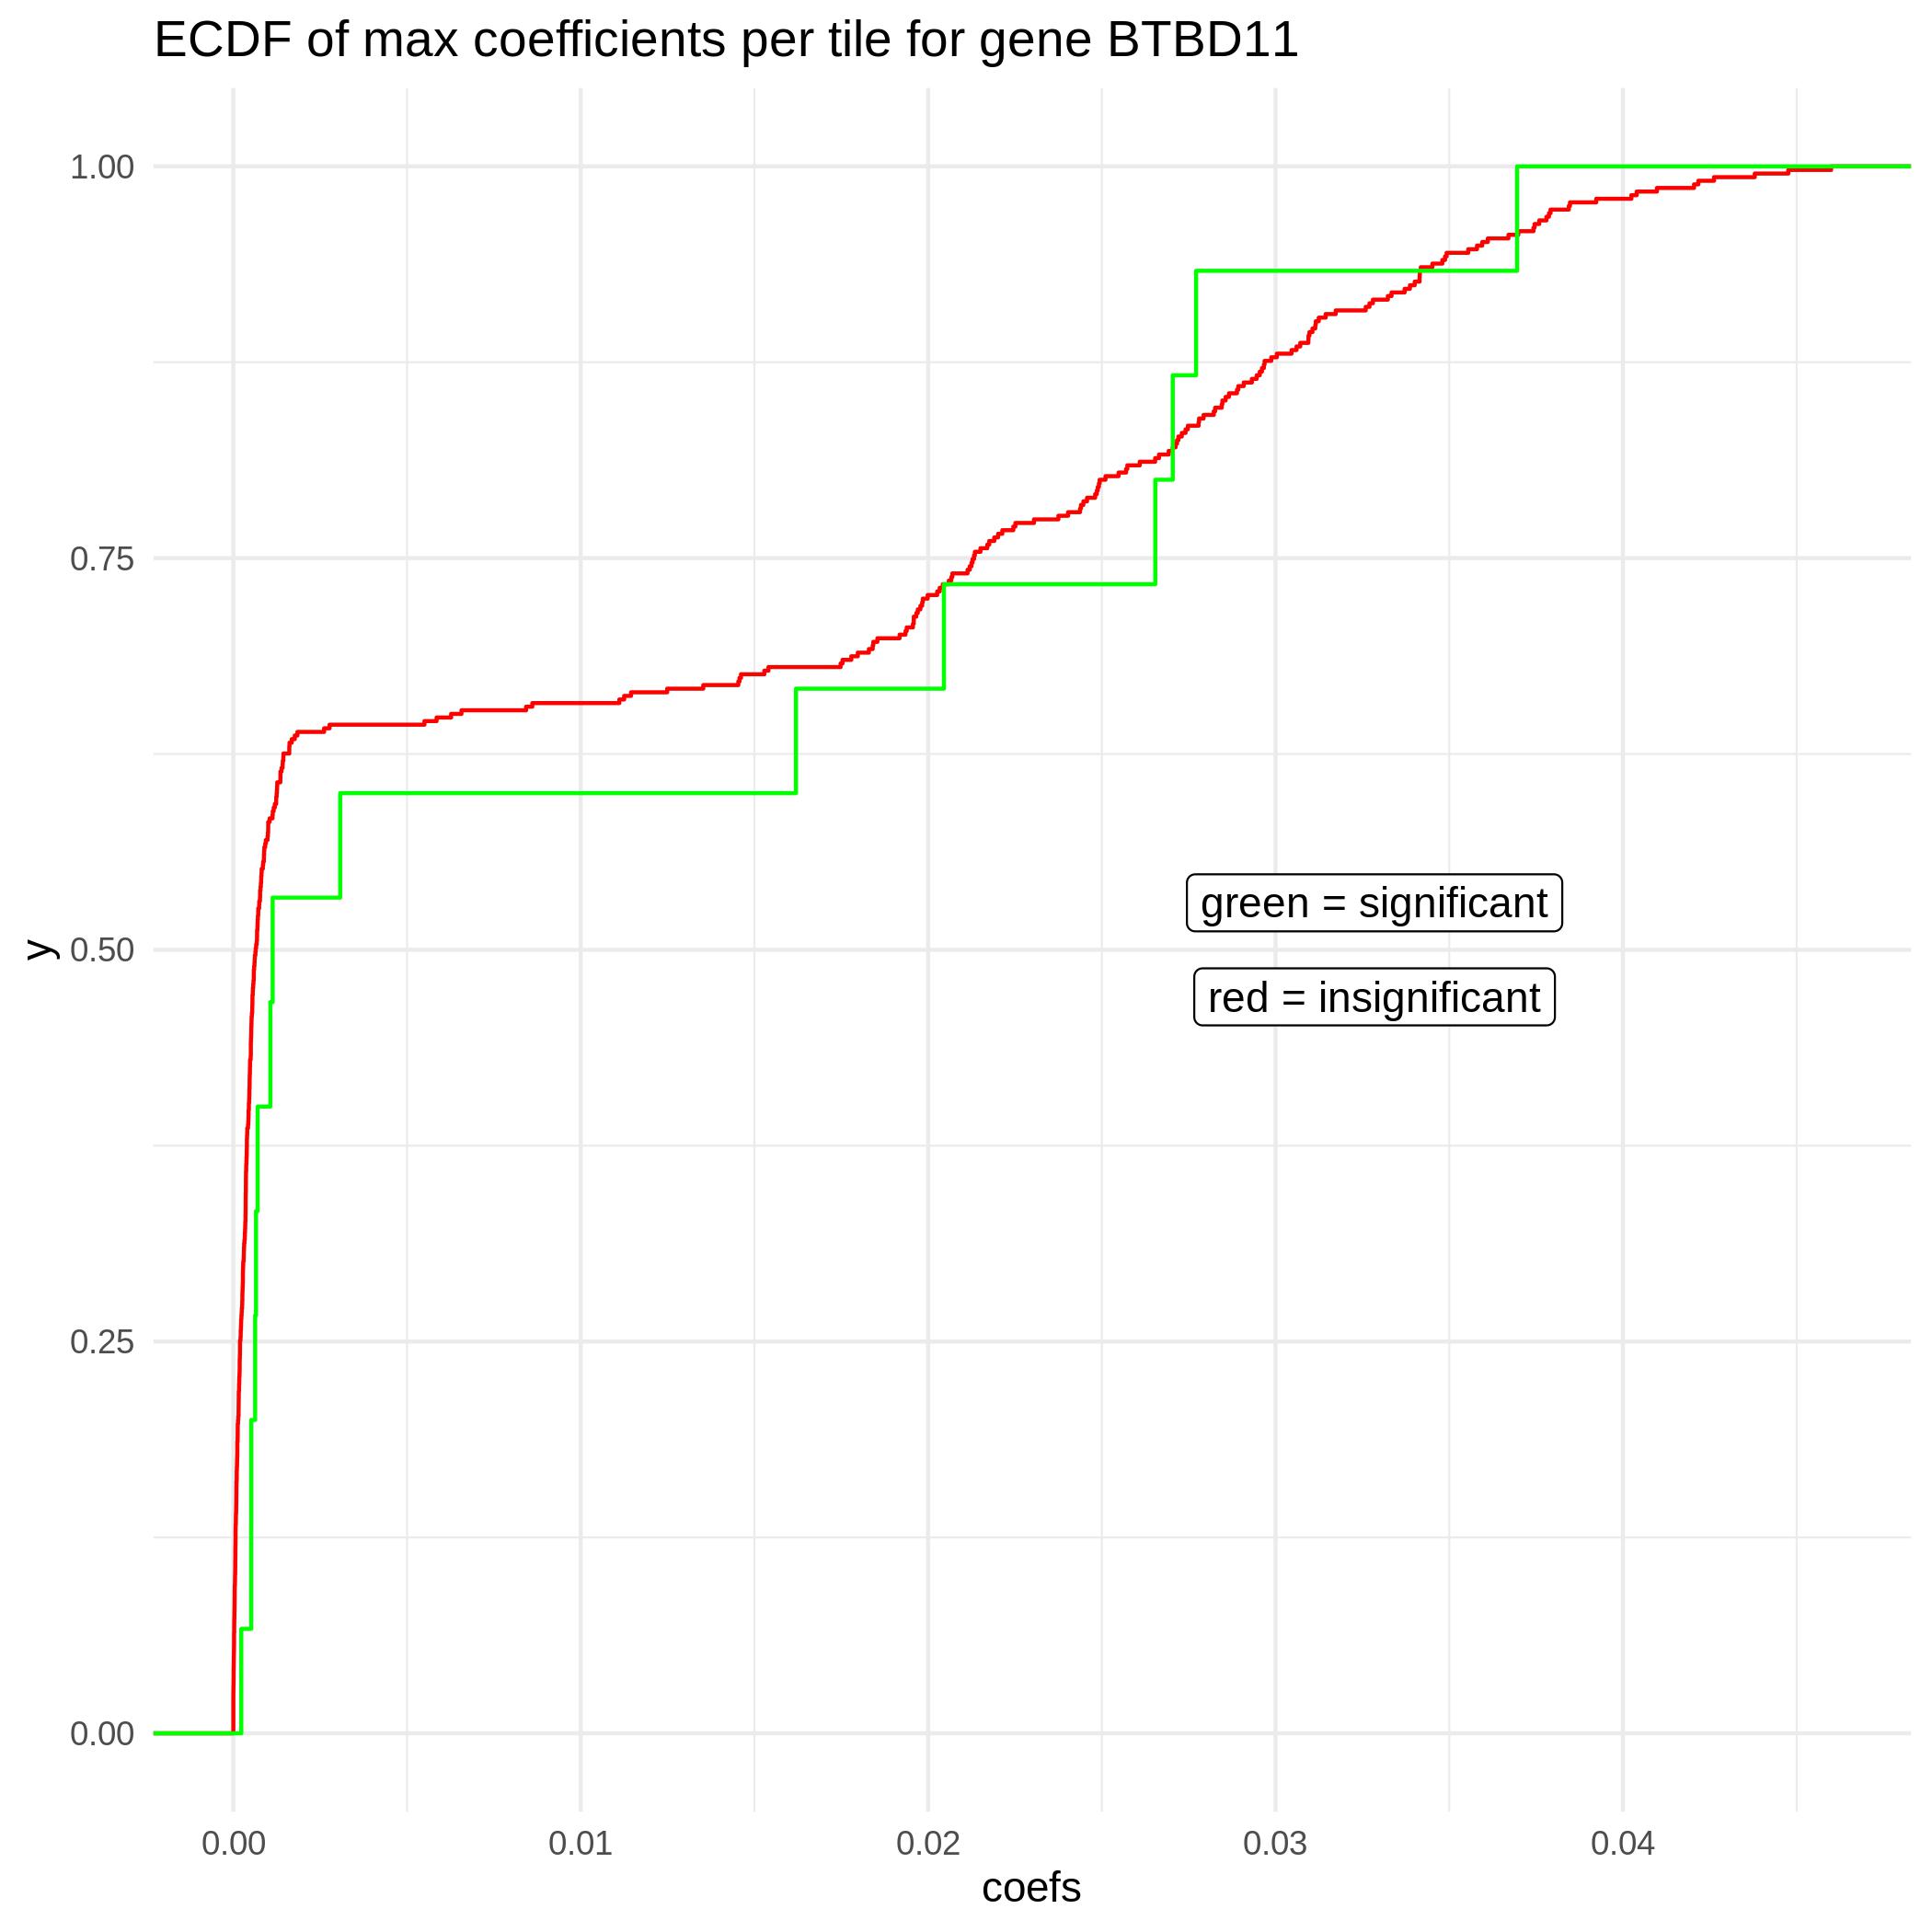 ECDF of max coefficients per tile for gene BTBD11
1.00
0.75
0.50
0.25
0.00
y
green = significant
red = insignificant
0.00 0.01 0.02 0.03 0.04
coefs